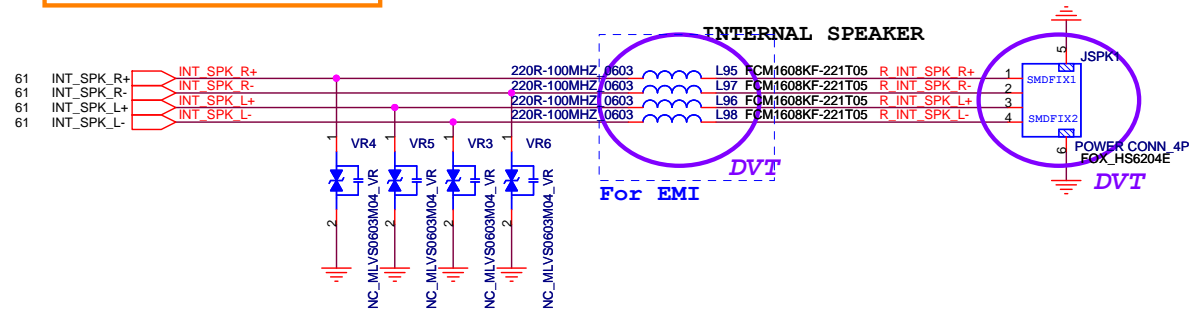 INTERNAL SPEAKER
5
JSPK1
61 INT_SPK_R+ INT_SPK_R+ 220R-100MHZ_0603 L95 FCM1608KF-221T05 R_INT_SPK_R+ 1 SMDFIX1
61 INT_SPK_R- INT_SPK_R- 220R-100MHZ_0603 L97 FCM1608KF-221T05 R_INT_SPK_R- 2
61 INT_SPK_L+ INT_SPK_L+ 220R-100MHZ_0603 L96 FCM1608KF-221T05 R_INT_SPK_L+ 3
61 INT_SPK_L- INT_SPK_L- 220R-100MHZ_0603 L98 FCM1608KF-221T05 R_INT_SPK_L- 4 SMDFIX2
1 VR4 1 VR5 1 VR3 1 VR6
6 POWER CONN_4P
FOX_HS6204E
DVT
DVT
For EMI
2 2 2 2
NC_MLVS0603M04_VR
NC_MLVS0603M04_VR
NC_MLVS0603M04_VR
NC_MLVS0603M04_VR